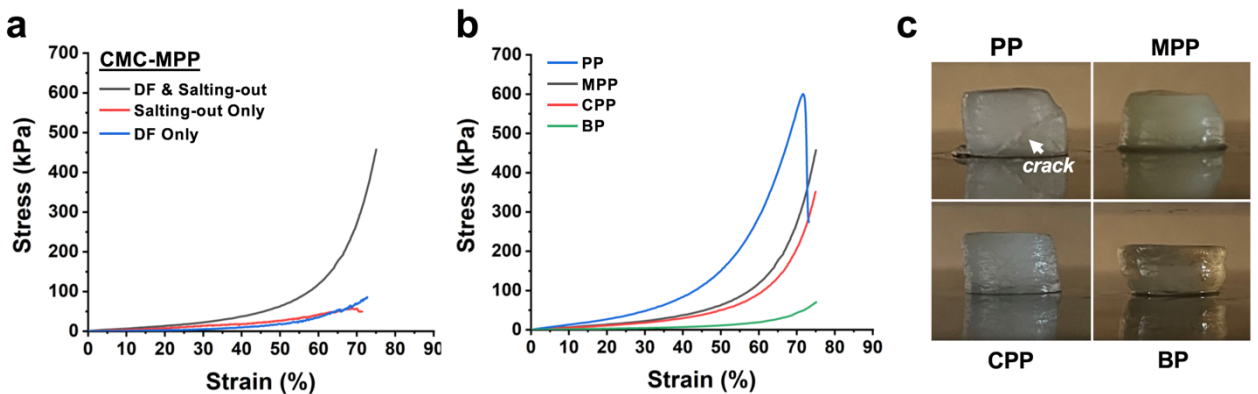 a
CMC-MPP
DF & Salting-out
Salting-out Only
DF Only
Stress (kPa)
700
600
500
400
300
200
100
0
0 10 20 30 40 50 60 70 80 90
Strain (%)
b
PP
MPP
CPP
BP
Stress (kPa)
700
600
500
400
300
200
100
0
0 10 20 30 40 50 60 70 80 90
Strain (%)
c
PP MPP
crack
CPP BP